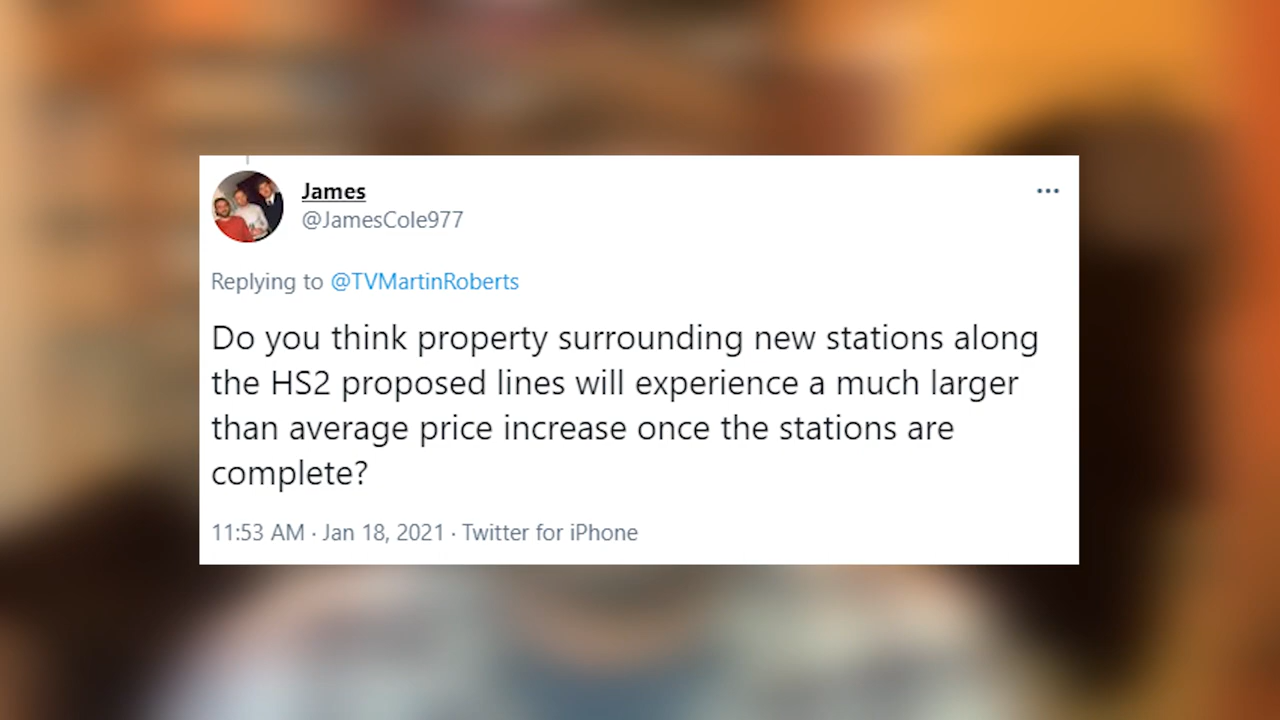 James
@JamesCole977
Replying to @TVMartinRoberts
Do you think property surrounding new stations along
the HS2 proposed lines will experience a much larger
than average price increase once the stations are
complete?
11:53 AM · Jan 18, 2021 · Twitter for iPhone